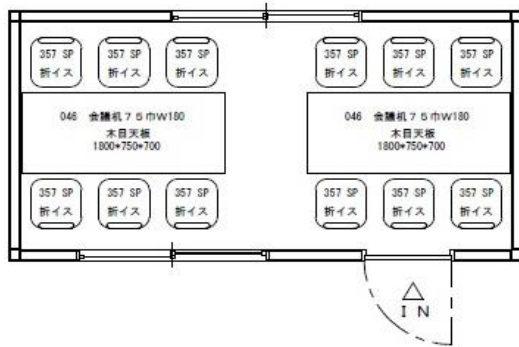 357 SP 357 SP 357 SP 357 SP 357 SP 357 SP
折イス 折イス 折イス 折イス 折イス 折イス
046 会議机７５巾W180 046 会議机７５巾W180
木目天板 木目天板
1800*750*700 1800*750*700
357 SP 357 SP 357 SP 357 SP 357 SP 357 SP
折イス 折イス 折イス 折イス 折イス 折イス
ＩＮ